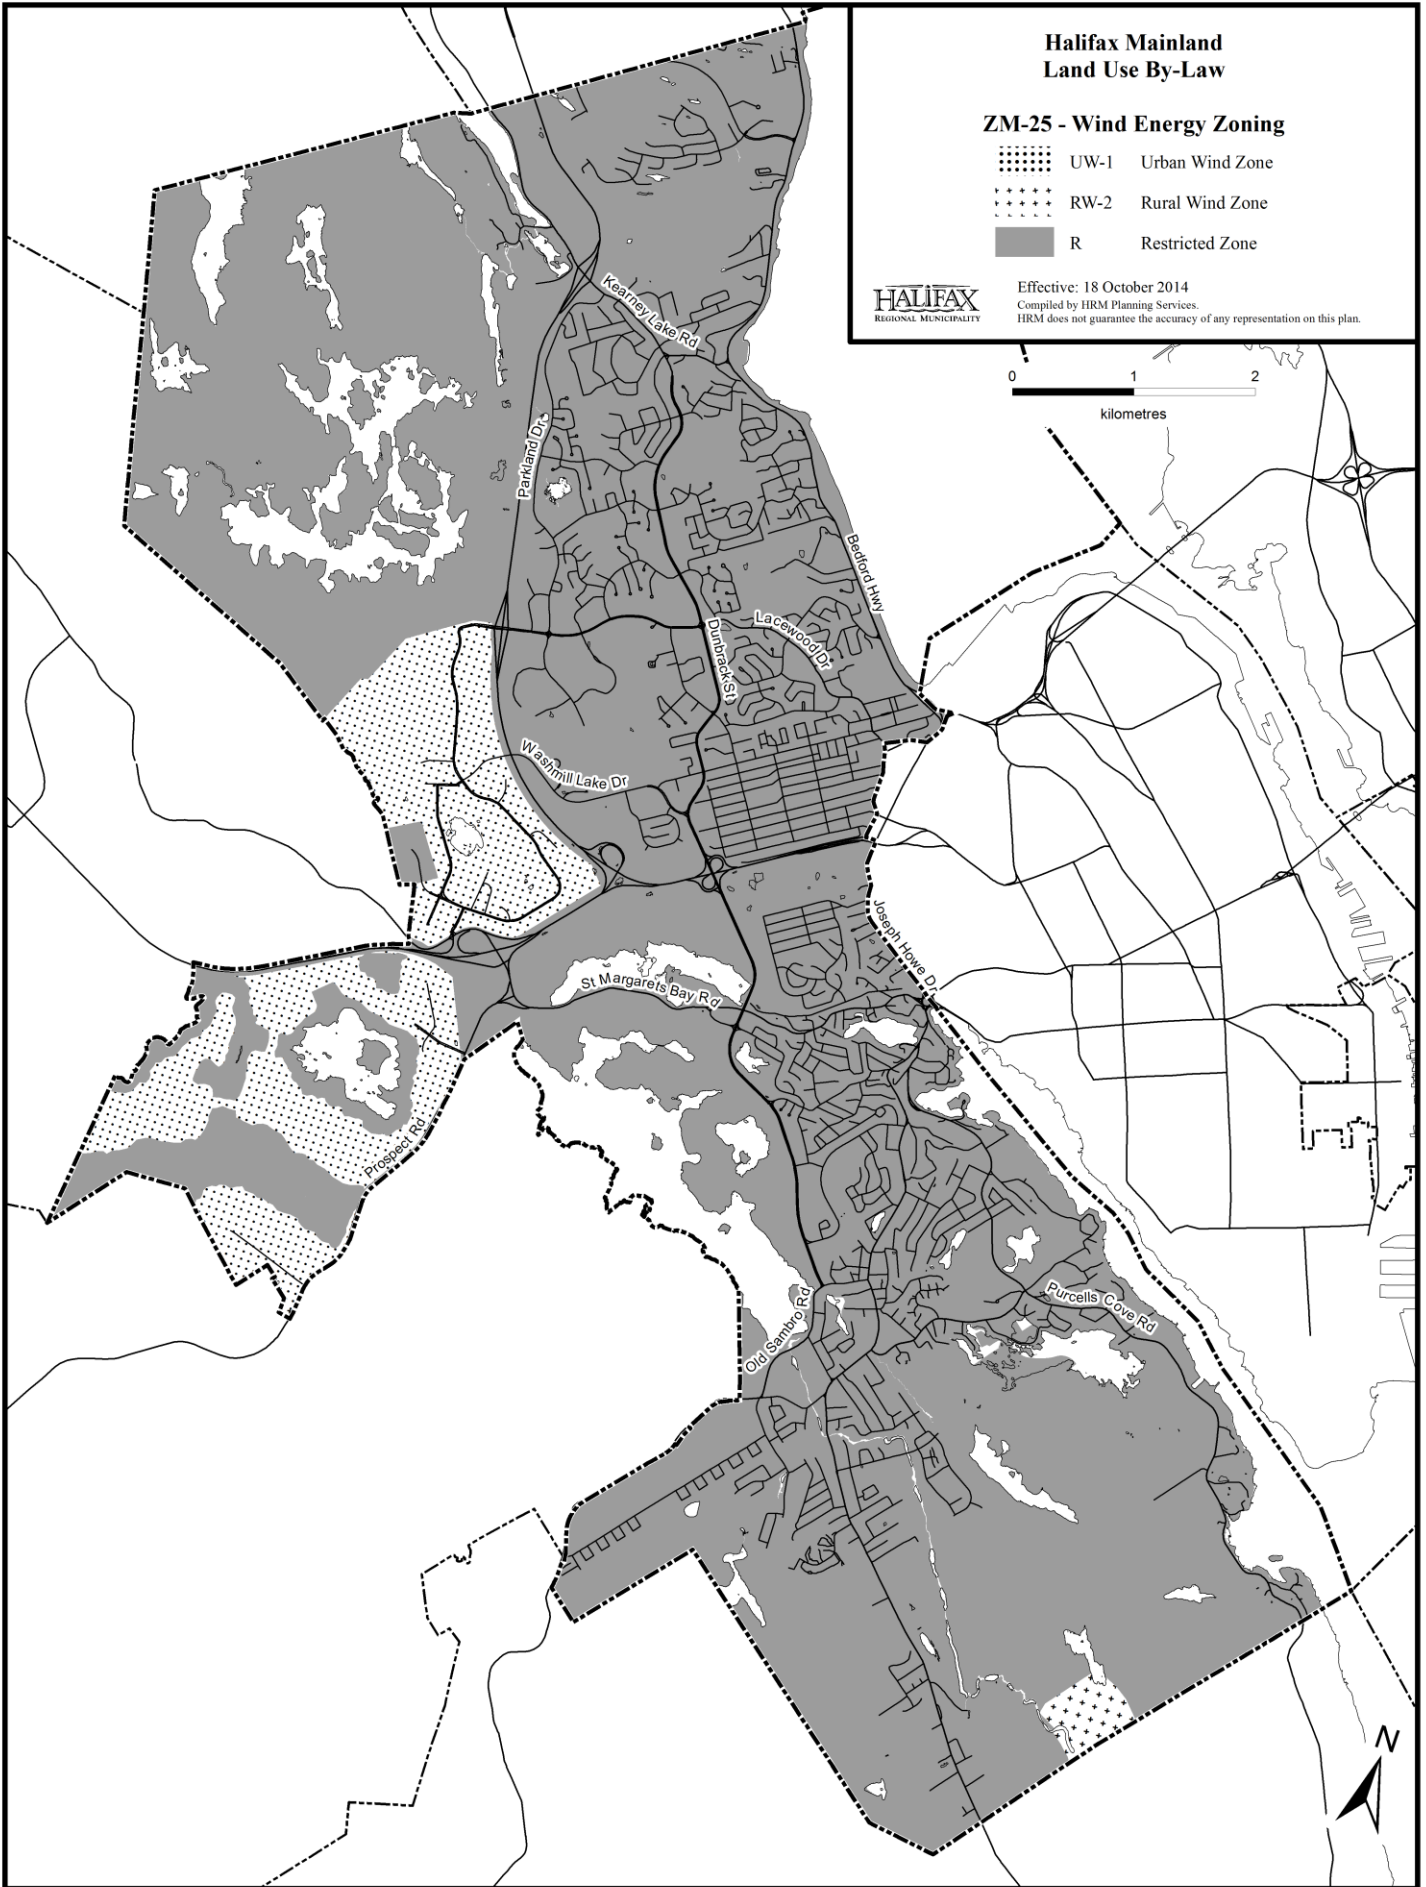 Halifax Mainland
Land Use By-Law
ZM-25 - Wind Energy Zoning
UW-1 Urban Wind Zone
RW-2 Rural Wind Zone
R Restricted Zone
HALIFAX
REGIONAL MUNICIPALITY
Effective: 18 October 2014
Compiled by HRM Planning Services.
HRM does not guarantee the accuracy of any representation on this plan.
0 1 2
kilometres
Kearney Lake Rd
Parkland Dr
Bedford Hwy
Lacewood Dr
Dunbrack St
Washmill Lake Dr
Joseph Howe Dr
St Margarets Bay Rd
Prospect Rd
Purcells Cove Rd
Old Sambro Rd
N